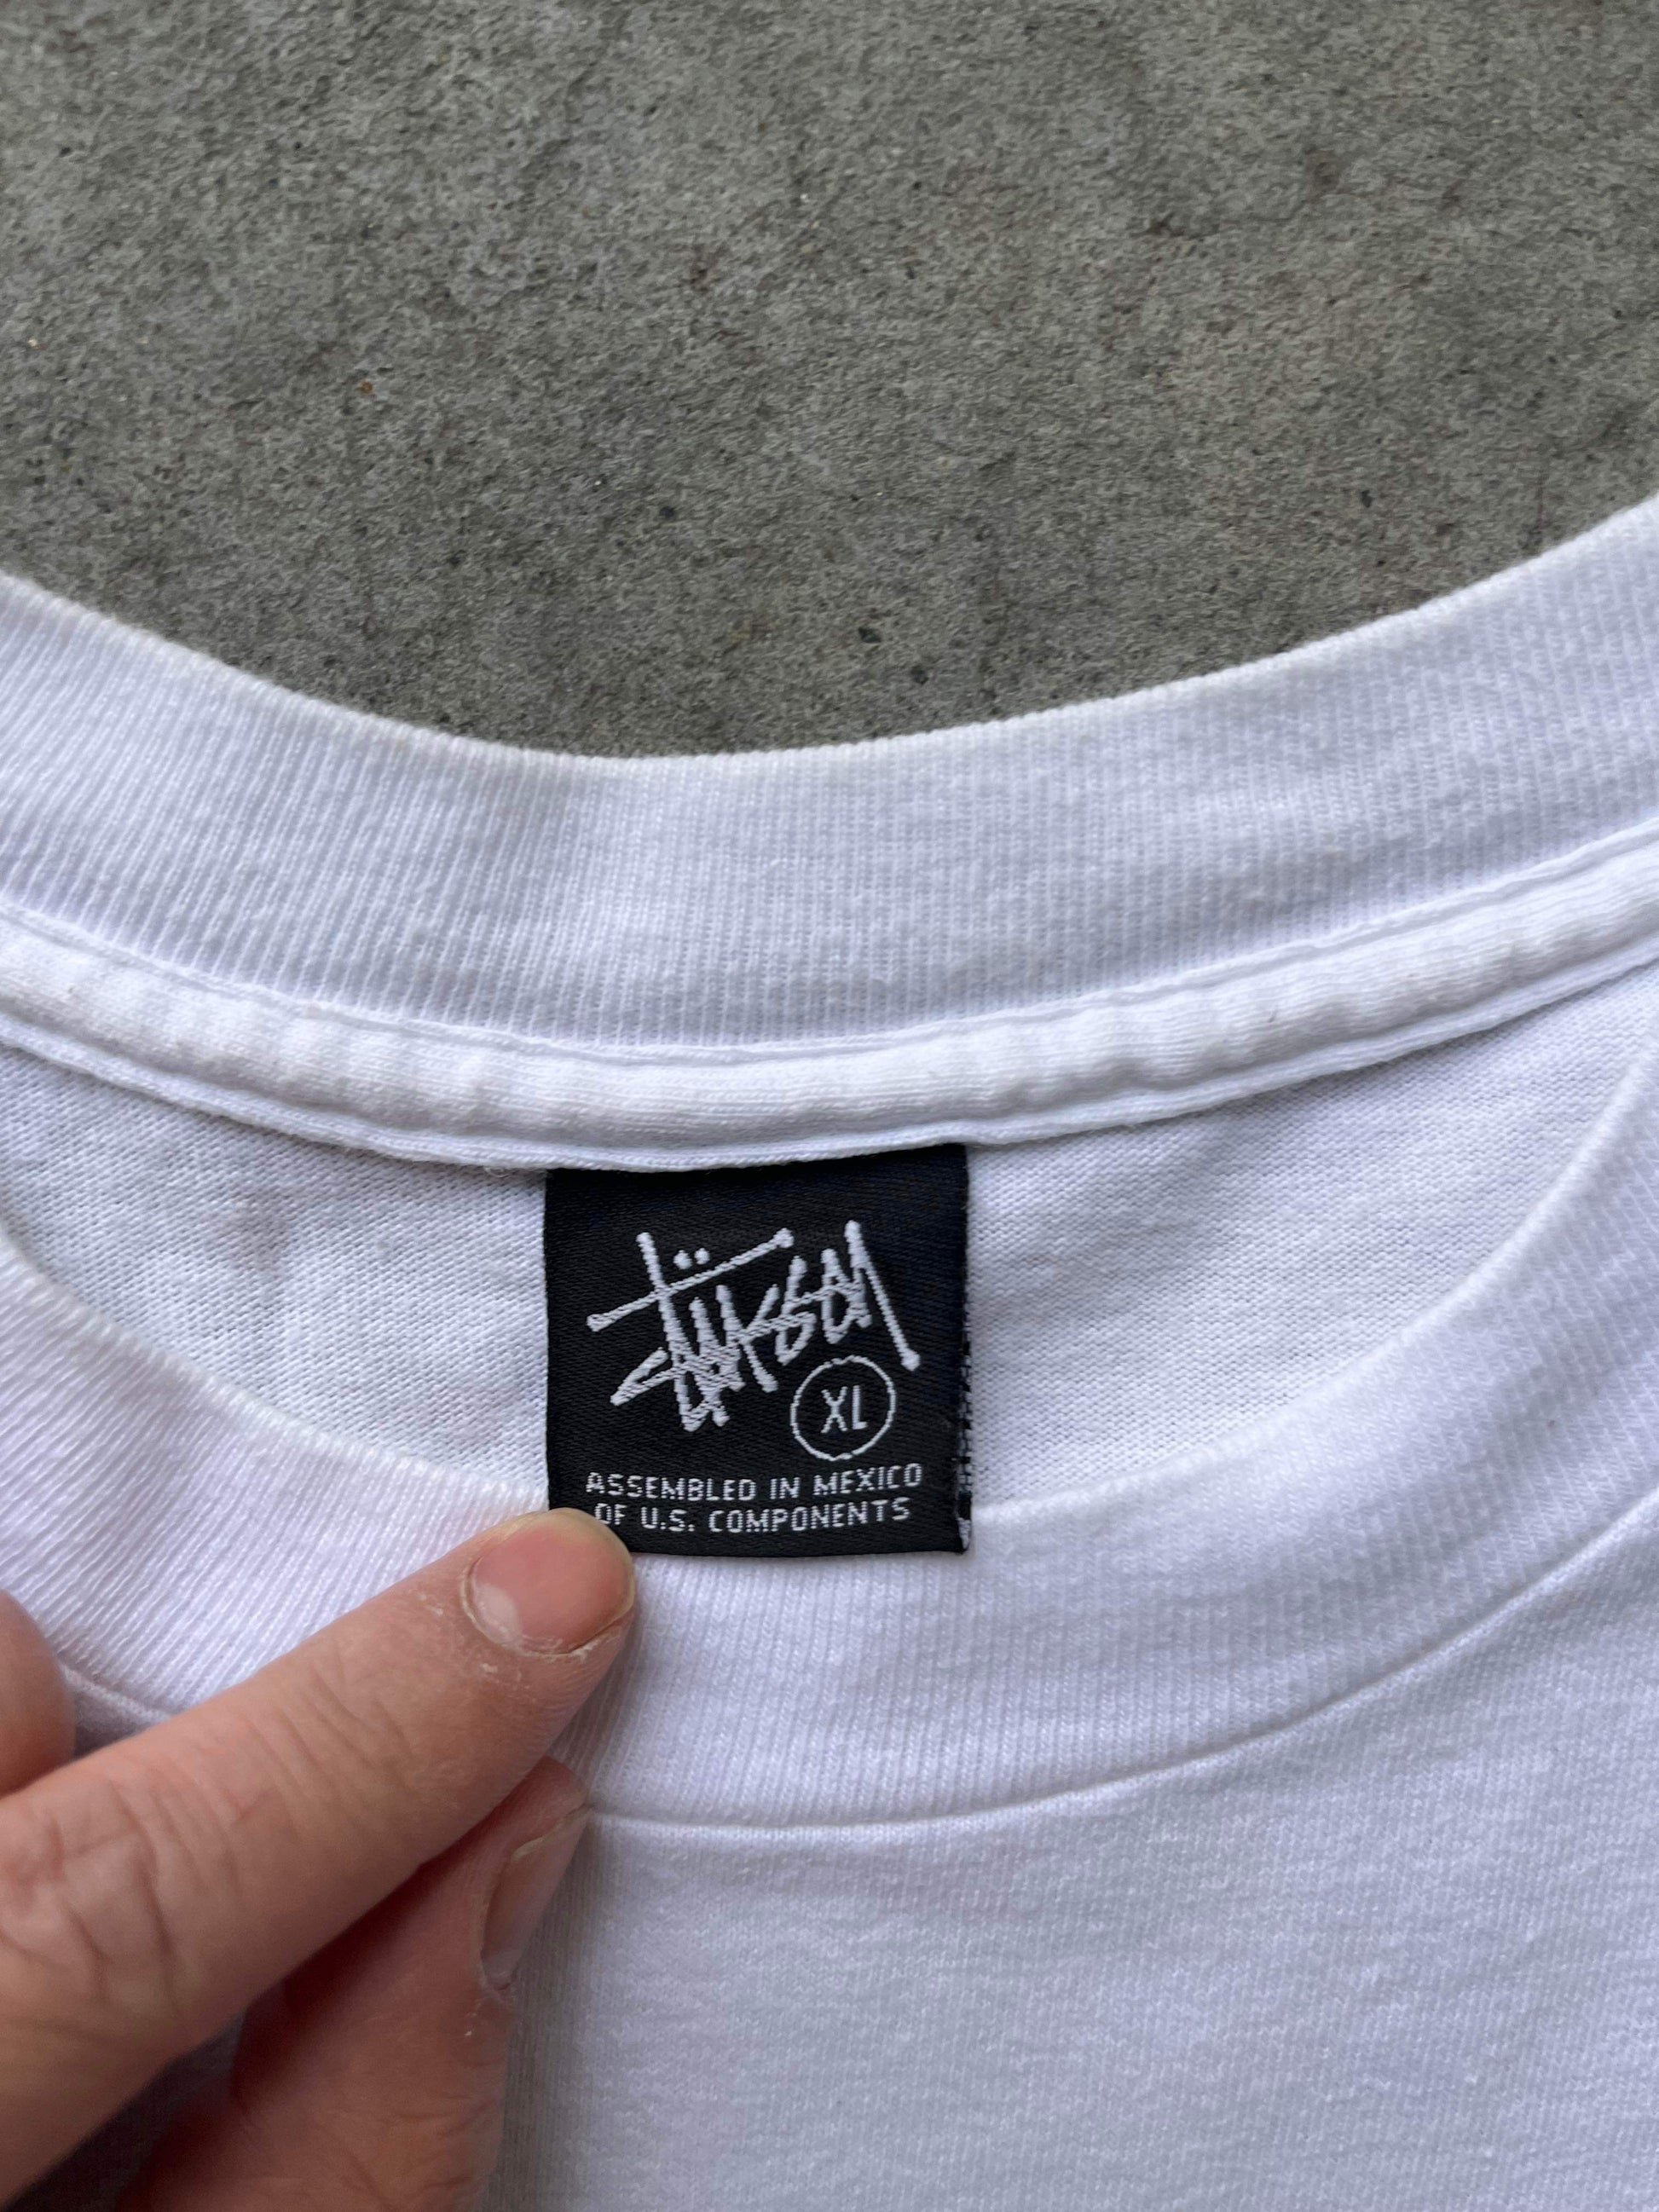 Stüssy
XL
ASSEMBLED IN MEXICO
OF U.S. COMPONENTS